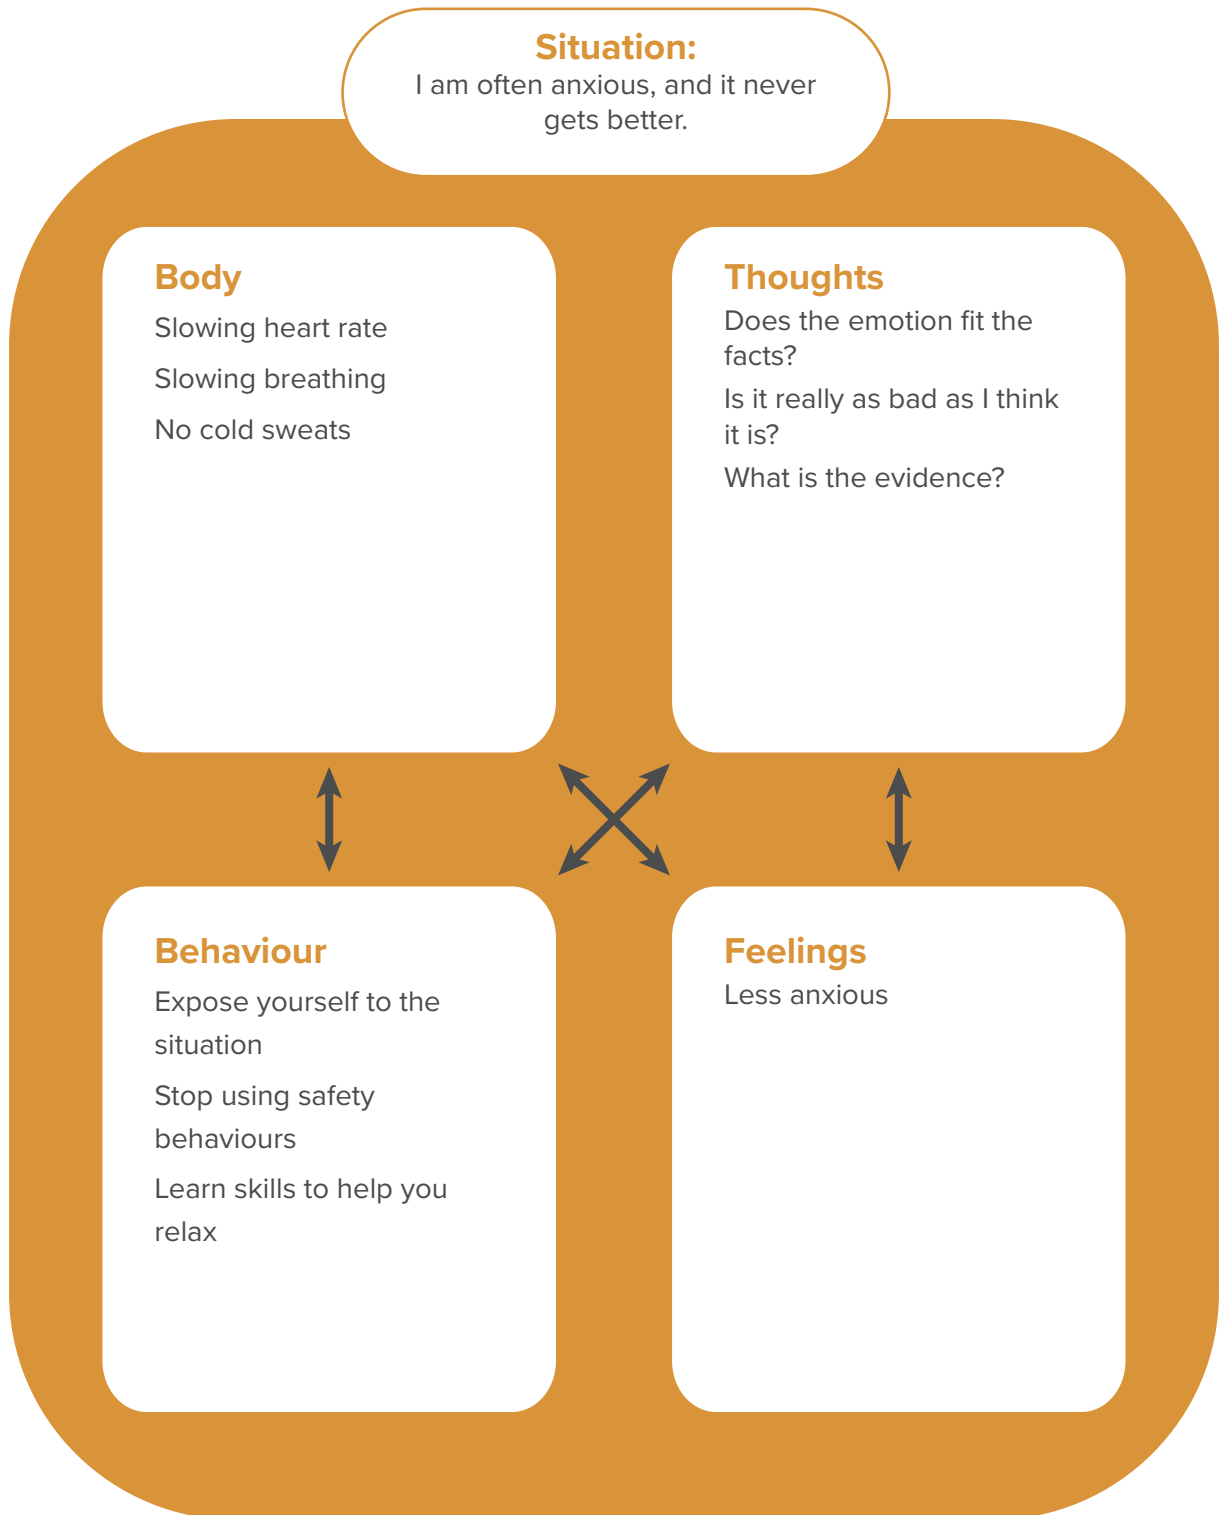 Situation:
I am often anxious, and it never
gets better.
Body
Slowing heart rate
Slowing breathing
No cold sweats
Thoughts
Does the emotion fit the
facts?
Is it really as bad as I think
it is?
What is the evidence?
Behaviour
Expose yourself to the
situation
Stop using safety
behaviours
Learn skills to help you
relax
Feelings
Less anxious